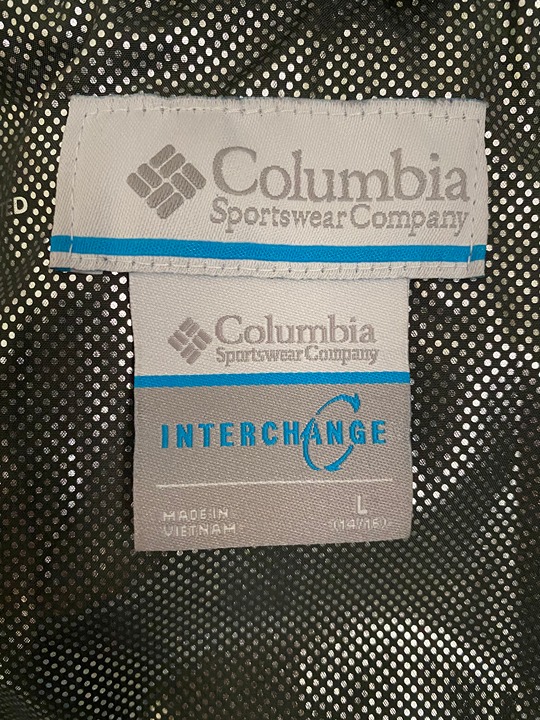 Columbia
Sportswear Company
D
Columbia
Sportswear Company
INTERCHANGE
MADE IN
VIETNAM
L
(14/16)